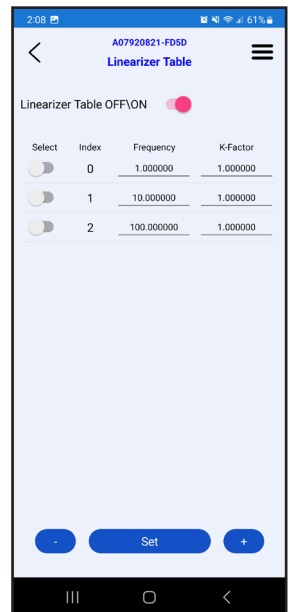 2:08 61%
A07920821-FD5D
Linearizer Table
Linearizer Table OFF\ON
Select Index Frequency K-Factor
0 1.000000 1.000000
1 10.000000 1.000000
2 100.000000 1.000000
- Set +